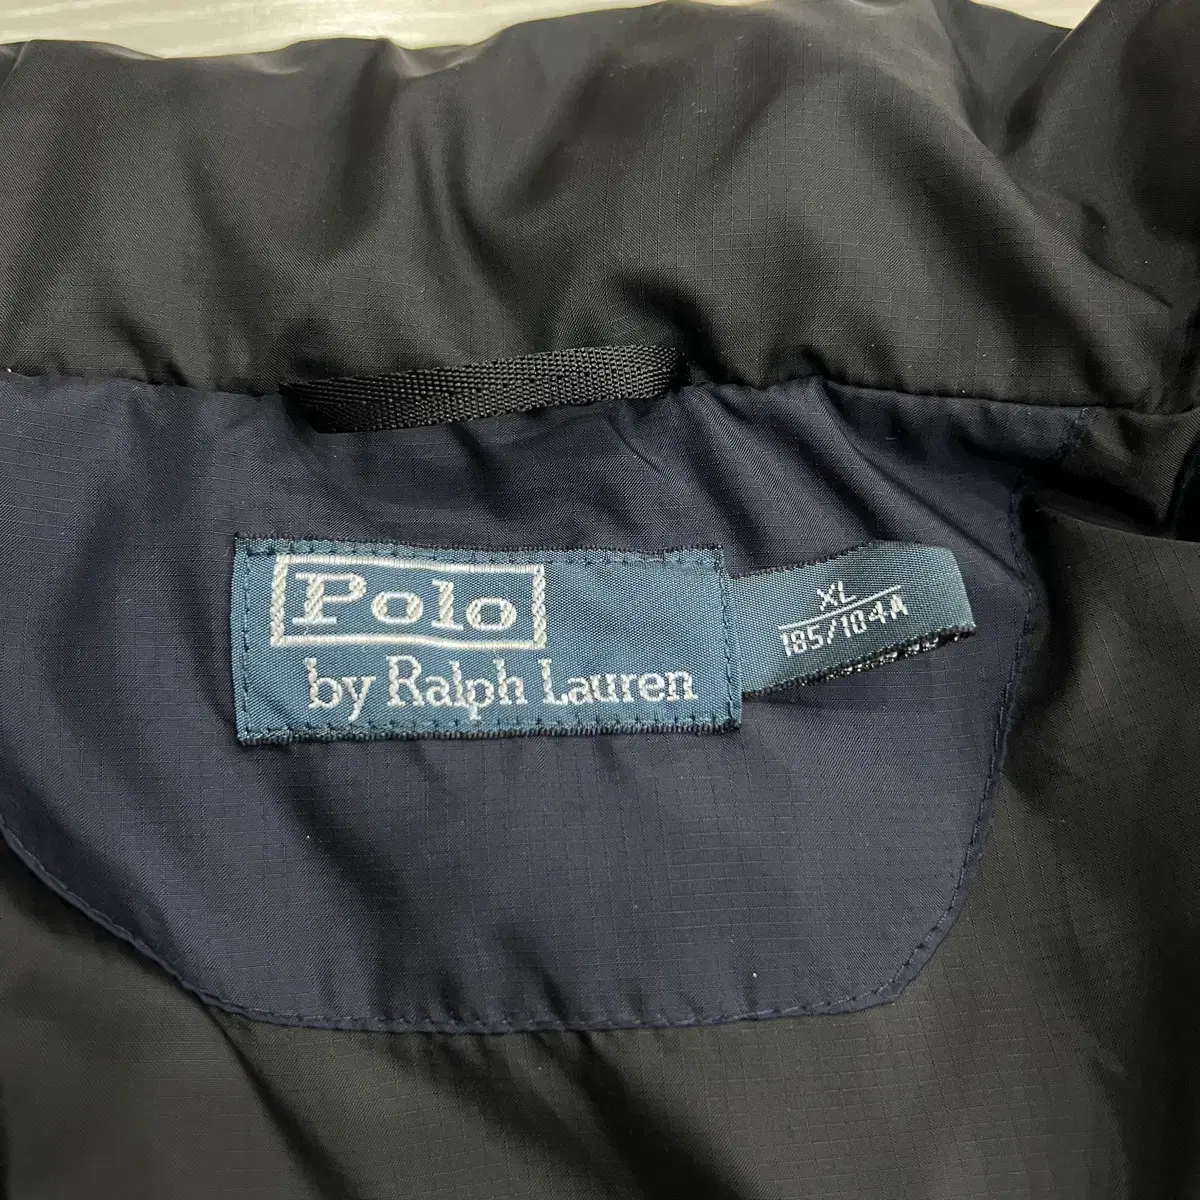 Polo
by Ralph Lauren
XL
185/104A